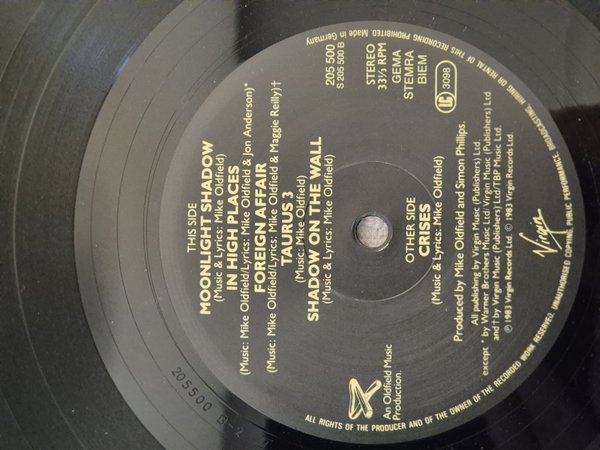 THIS SIDE
MOONLIGHT SHADOW
(Music & Lyrics: Mike Oldfield)
IN HIGH PLACES
(Music: Mike Oldfield/Lyrics: Mike Oldfield & Jon Anderson)*
FOREIGN AFFAIR
(Music: Mike Oldfield/Lyrics: Mike Oldfield & Maggie Reilly)†
TAURUS 3
(Music: Mike Oldfield)
SHADOW ON THE WALL
(Music & Lyrics: Mike Oldfield)
205 500
S 205 500 B
STEREO
33⅓ RPM
GEMA
STEMRA
BIEM
LC
3098
OTHER SIDE
CRISES
(Music & Lyrics: Mike Oldfield)
Produced by Mike Oldfield and Simon Phillips.
All publishing by Virgin Music (Publishers) Ltd.
except * by Warner Brothers Music Ltd/Virgin Music (Publishers) Ltd
and † by Virgin Music (Publishers) Ltd/TBP Music Ltd.
℗ 1983 Virgin Records Ltd. © 1983 Virgin Records Ltd.
Virgin
An Oldfield Music
Production.
ALL RIGHTS OF THE PRODUCER AND OF THE OWNER OF THE RECORDED WORK RESERVED. UNAUTHORISED COPYING, PUBLIC PERFORMANCE, BROADCASTING, HIRING OR RENTAL OF THIS RECORDING PROHIBITED. Made in Germany
205500 B-2